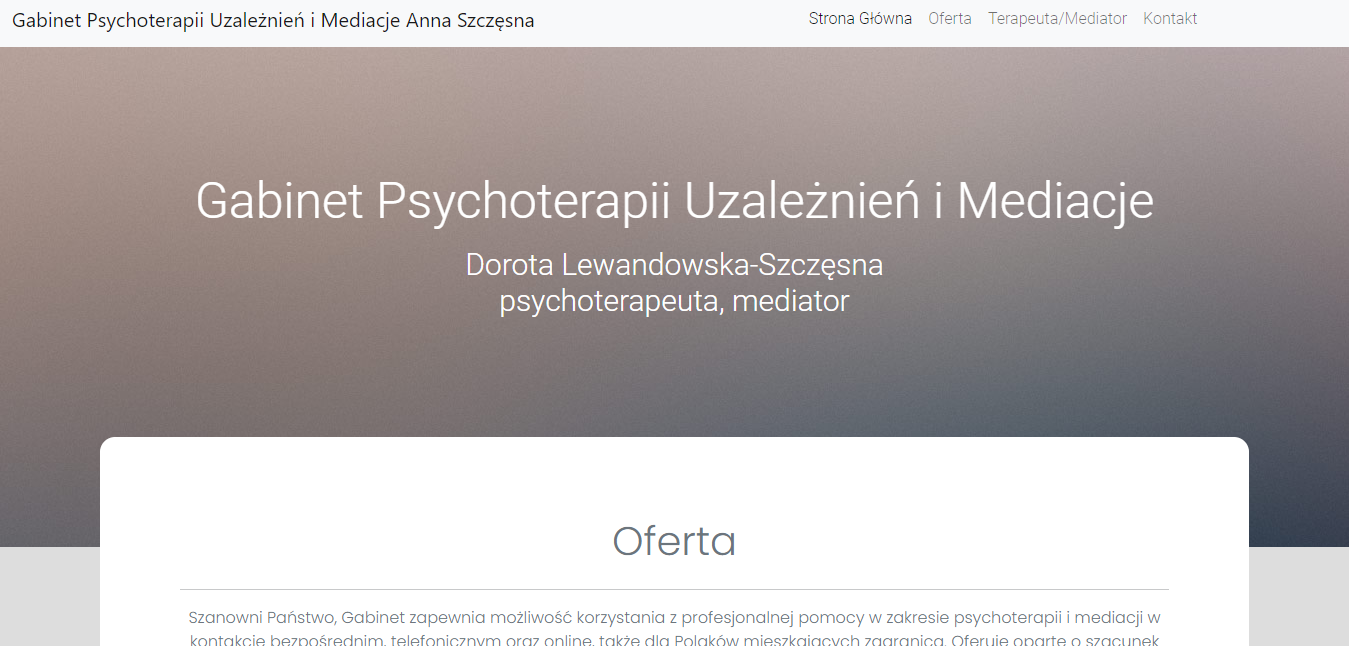 Gabinet Psychoterapii Uzależnień i Mediacje Anna Szczęsna
Strona Główna Oferta Terapeuta/Mediator Kontakt
Gabinet Psychoterapii Uzależnień i Mediacje
Dorota Lewandowska-Szczęsna
psychoterapeuta, mediator
Oferta
Szanowni Państwo, Gabinet zapewnia możliwość korzystania z profesjonalnej pomocy w zakresie psychoterapii i mediacji w
kontakcie bezpośrednim, telefonicznym oraz online, także dla Polaków mieszkających zagranicą. Oferuję oparte o szacunek